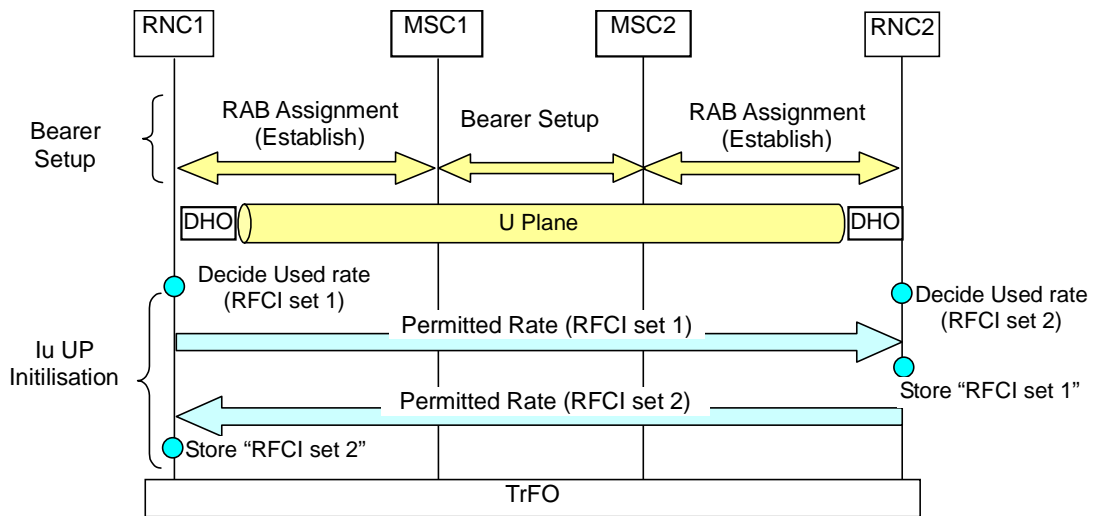 RNC1
MSC1
MSC2
RNC2
Bearer
Setup
RAB Assignment
(Establish)
Bearer Setup
RAB Assignment
(Establish)
DHO
U Plane
DHO
Decide Used rate
(RFCI set 1)
Decide Used rate
(RFCI set 2)
Permitted Rate (RFCI set 1)
Iu UP
Initilisation
Store “RFCI set 1”
Permitted Rate (RFCI set 2)
Store “RFCI set 2”
TrFO